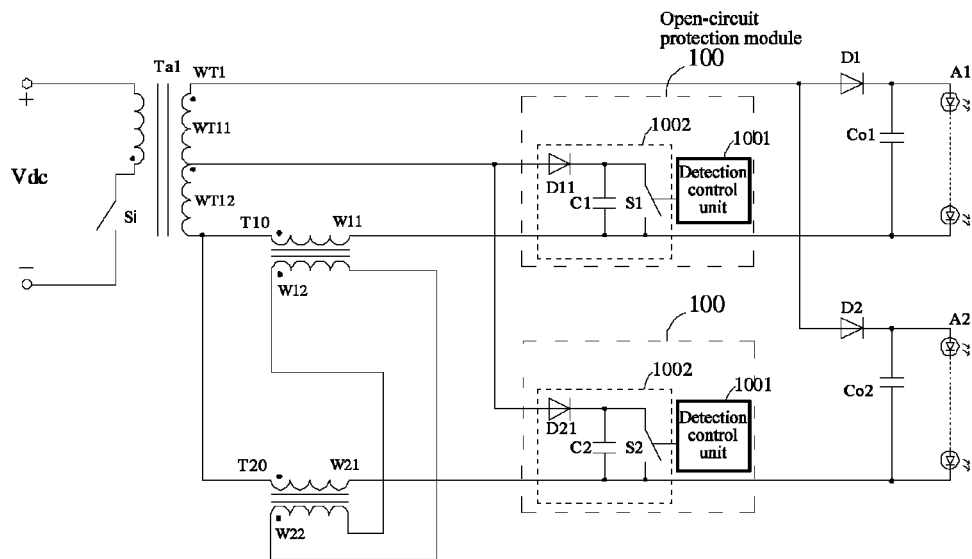 Open-circuit
protection module
100
D1
A1
Ta1
WT1
1002
1001
WT11
Co1
+
Detection
control
unit
Vdc
D11
C1
S1
WT12
Si
T10
W11
−
W12
100
D2
A2
1002
1001
Co2
Detection
control
unit
D21
C2
S2
T20
W21
W22